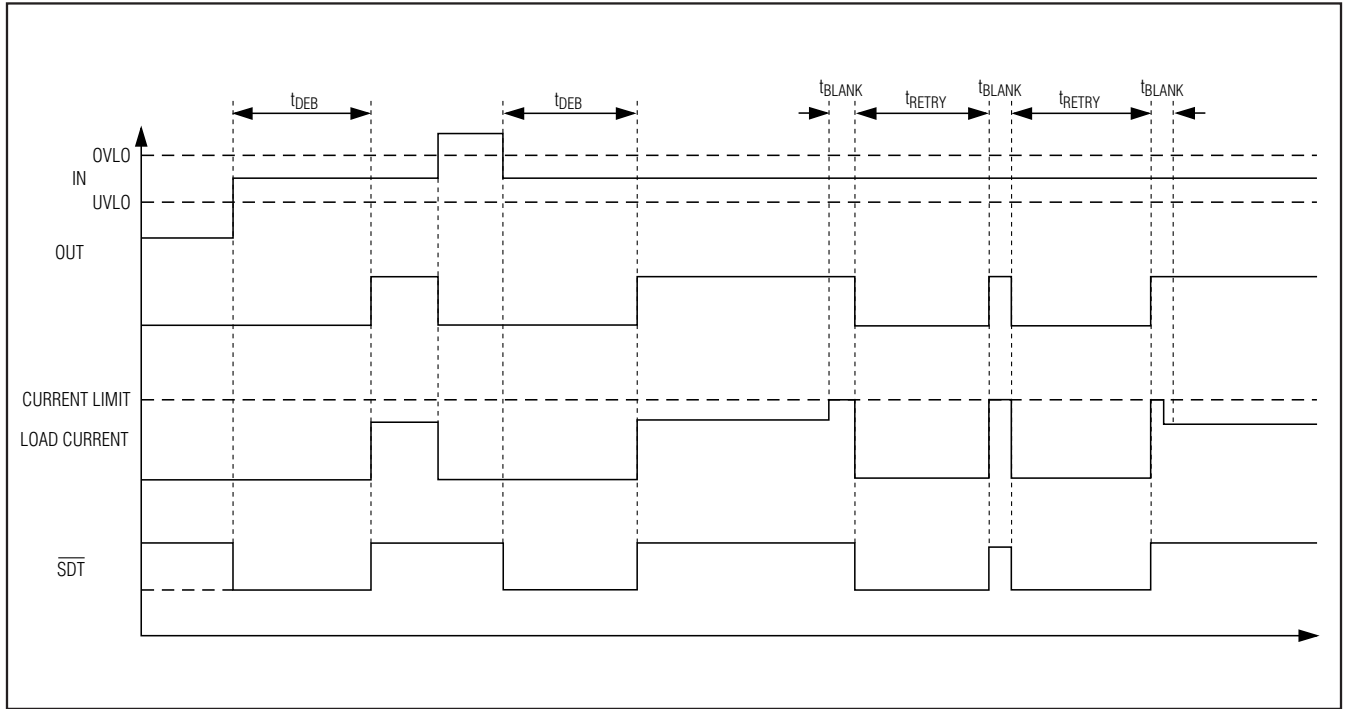 tDEB
tDEB
tBLANK
tRETRY
tBLANK
tRETRY
tBLANK
OVLO
IN
UVLO
OUT
CURRENT LIMIT
LOAD CURRENT
SDT